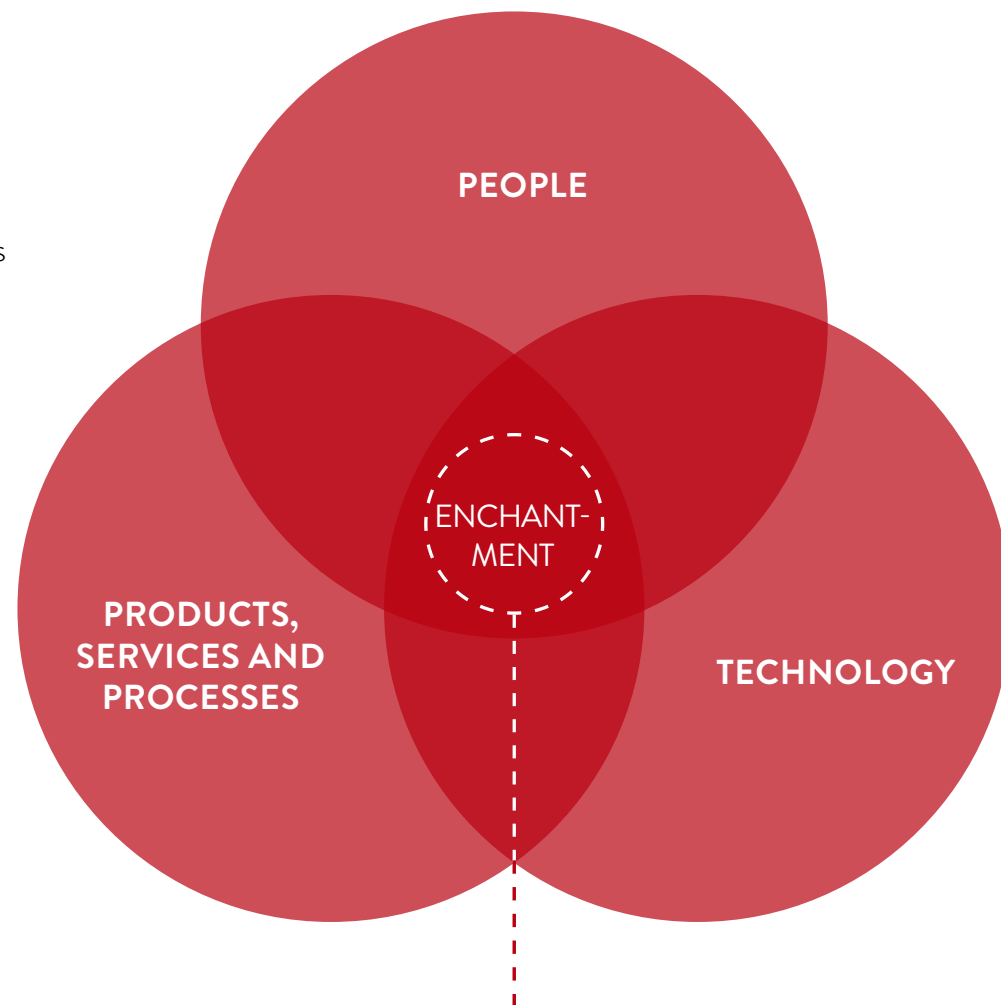 PEOPLE
s
ENCHANT-
MENT
PRODUCTS,
SERVICES AND
PROCESSES
TECHNOLOGY